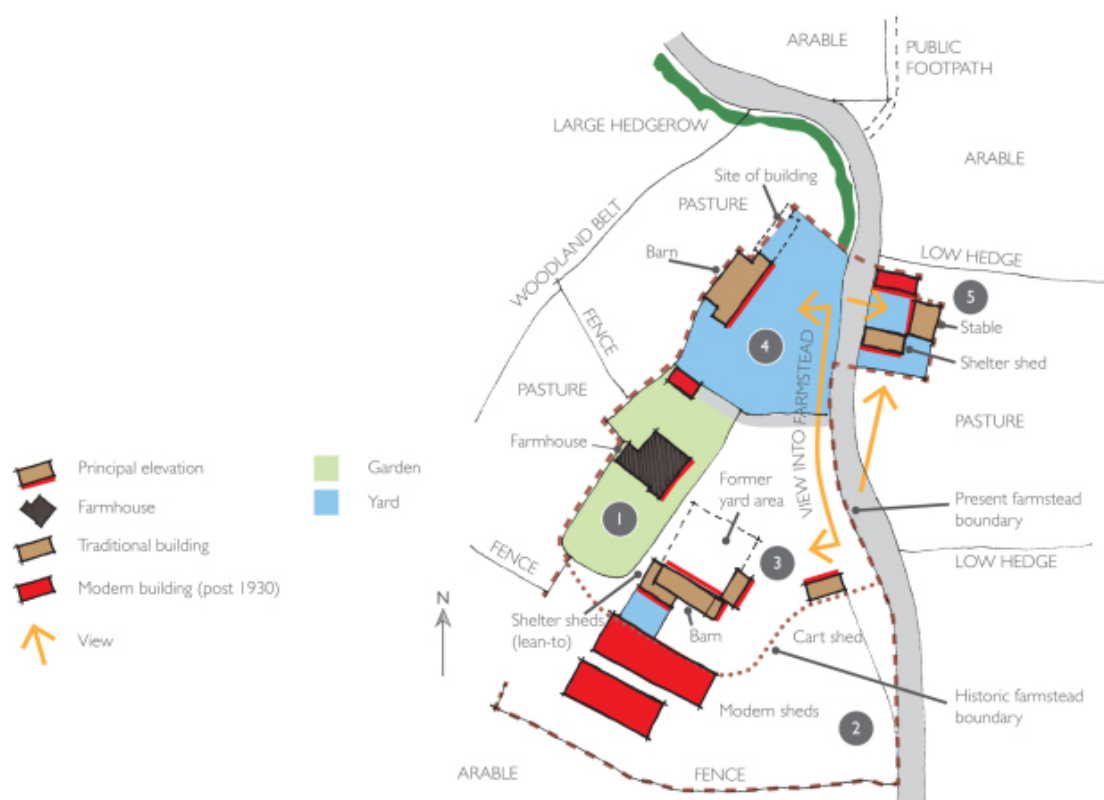 ARABLE
PUBLIC
FOOTPATH
LARGE HEDGEROW
ARABLE
Site of building
PASTURE
WOODLAND BELT
Barn
LOW HEDGE
5
Stable
FENCE
4
Shelter shed
VIEW INTO FARMSTEAD
PASTURE
PASTURE
Farmhouse
Principal elevation
Garden
Farmhouse
Yard
Former
yard area
Present farmstead
boundary
1
Traditional building
FENCE
3
LOW HEDGE
Modern building (post 1930)
N
Shelter sheds
(lean-to)
Barn
Cart shed
View
Historic farmstead
boundary
Modern sheds
2
ARABLE
FENCE